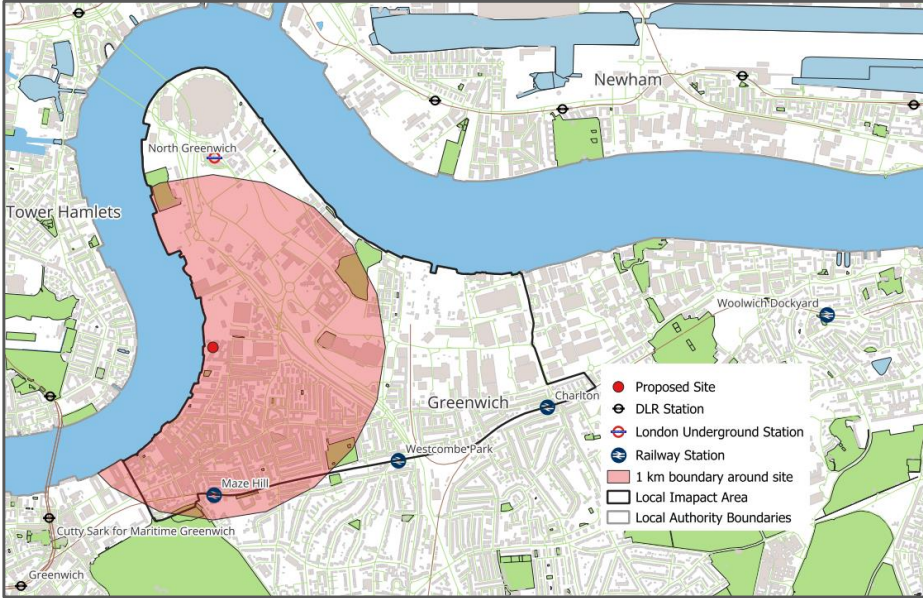 Newham
North Greenwich
Tower Hamlets
Woolwich Dockyard
Greenwich
Charlton
Westcombe Park
Maze Hill
Cutty Sark for Maritime Greenwich
Greenwich
Proposed Site
DLR Station
London Underground Station
Railway Station
1 km boundary around site
Local Imapact Area
Local Authority Boundaries